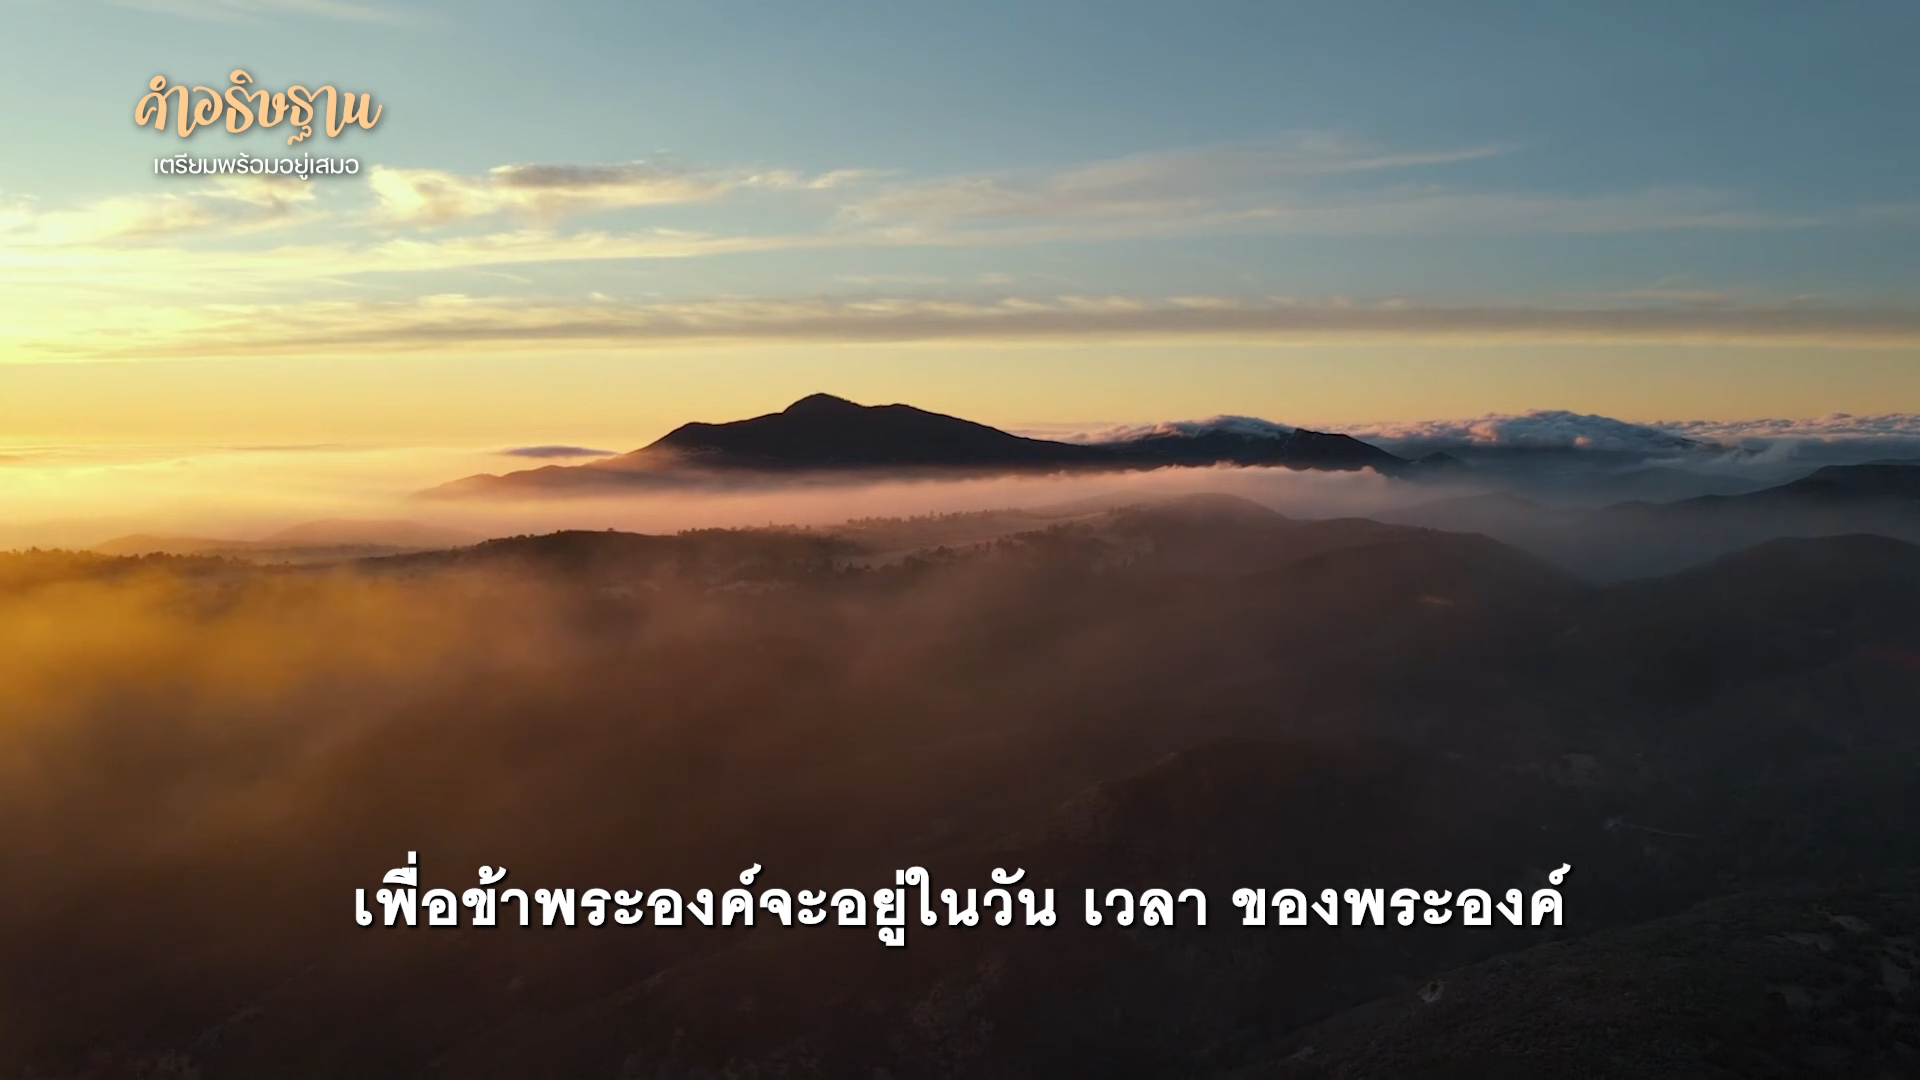 คำอธิษฐาน
เตรียมพร้อมอยู่เสมอ
เพื่อข้าพระองค์จะอยู่ในวัน เวลา ของพระองค์